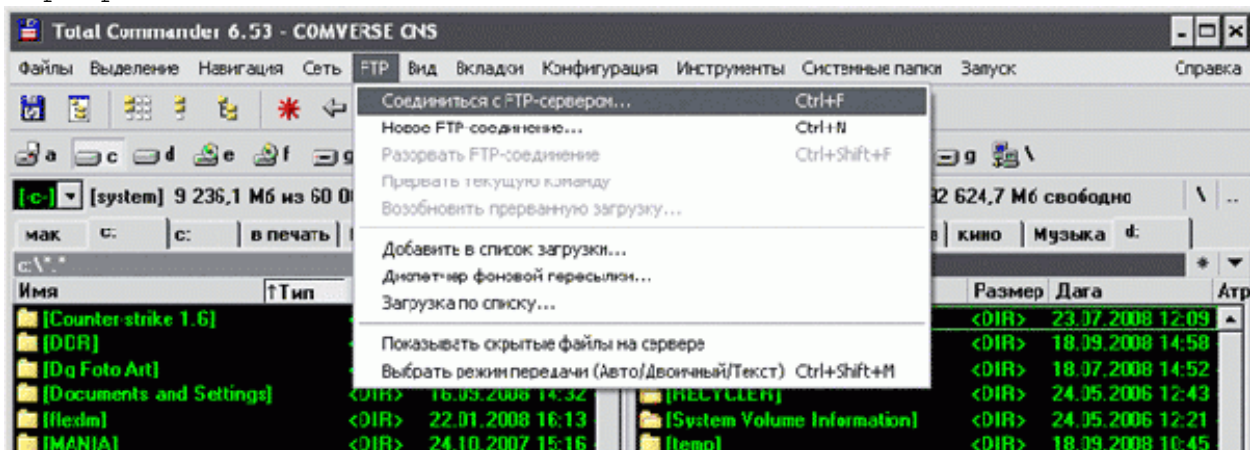 Total Commander 6.53 - COMVERSE CNS
Файлы Выделение Навигация Сеть FTP Вид Вкладки Конфигурация Инструменты Системные папки Запуск Справка
Соединиться с FTP-сервером... Ctrl+F
Новое FTP-соединение... Ctrl+N
a c d e f g Разорвать FTP-соединение Ctrl+Shift+F g \
Прервать текущую команду
[-c-] [system] 9 236,1 Мб из 60 0 Возобновить прерванную загрузку... 624,7 Мб свободно \ ..
мак c: c: в печать кино Музыка d:
Добавить в список загрузки...
c:\*.*
Диспетчер фоновой пересылки...
Имя ↑Тип Размер Дата Атр
Загрузка по списку...
[Counter-strike 1.6] <DIR> 23.07.2008 12:09
Показывать скрытые файлы на сервере
[DCR] <DIR> 18.09.2008 14:58
[Dg Foto Art] <DIR> 18.07.2008 14:52
Выбрать режим передачи (Авто/Двоичный/Текст) Ctrl+Shift+M
[Documents and Settings] <DIR> 16.09.2008 14:32 [RECYCLER] <DIR> 24.05.2006 12:43
[flexlm] <DIR> 22.01.2008 16:13 [System Volume Information] <DIR> 24.05.2006 12:21
[MANIA] <DIR> 24.10.2007 15:16 [temp] <DIR> 18.09.2008 10:45